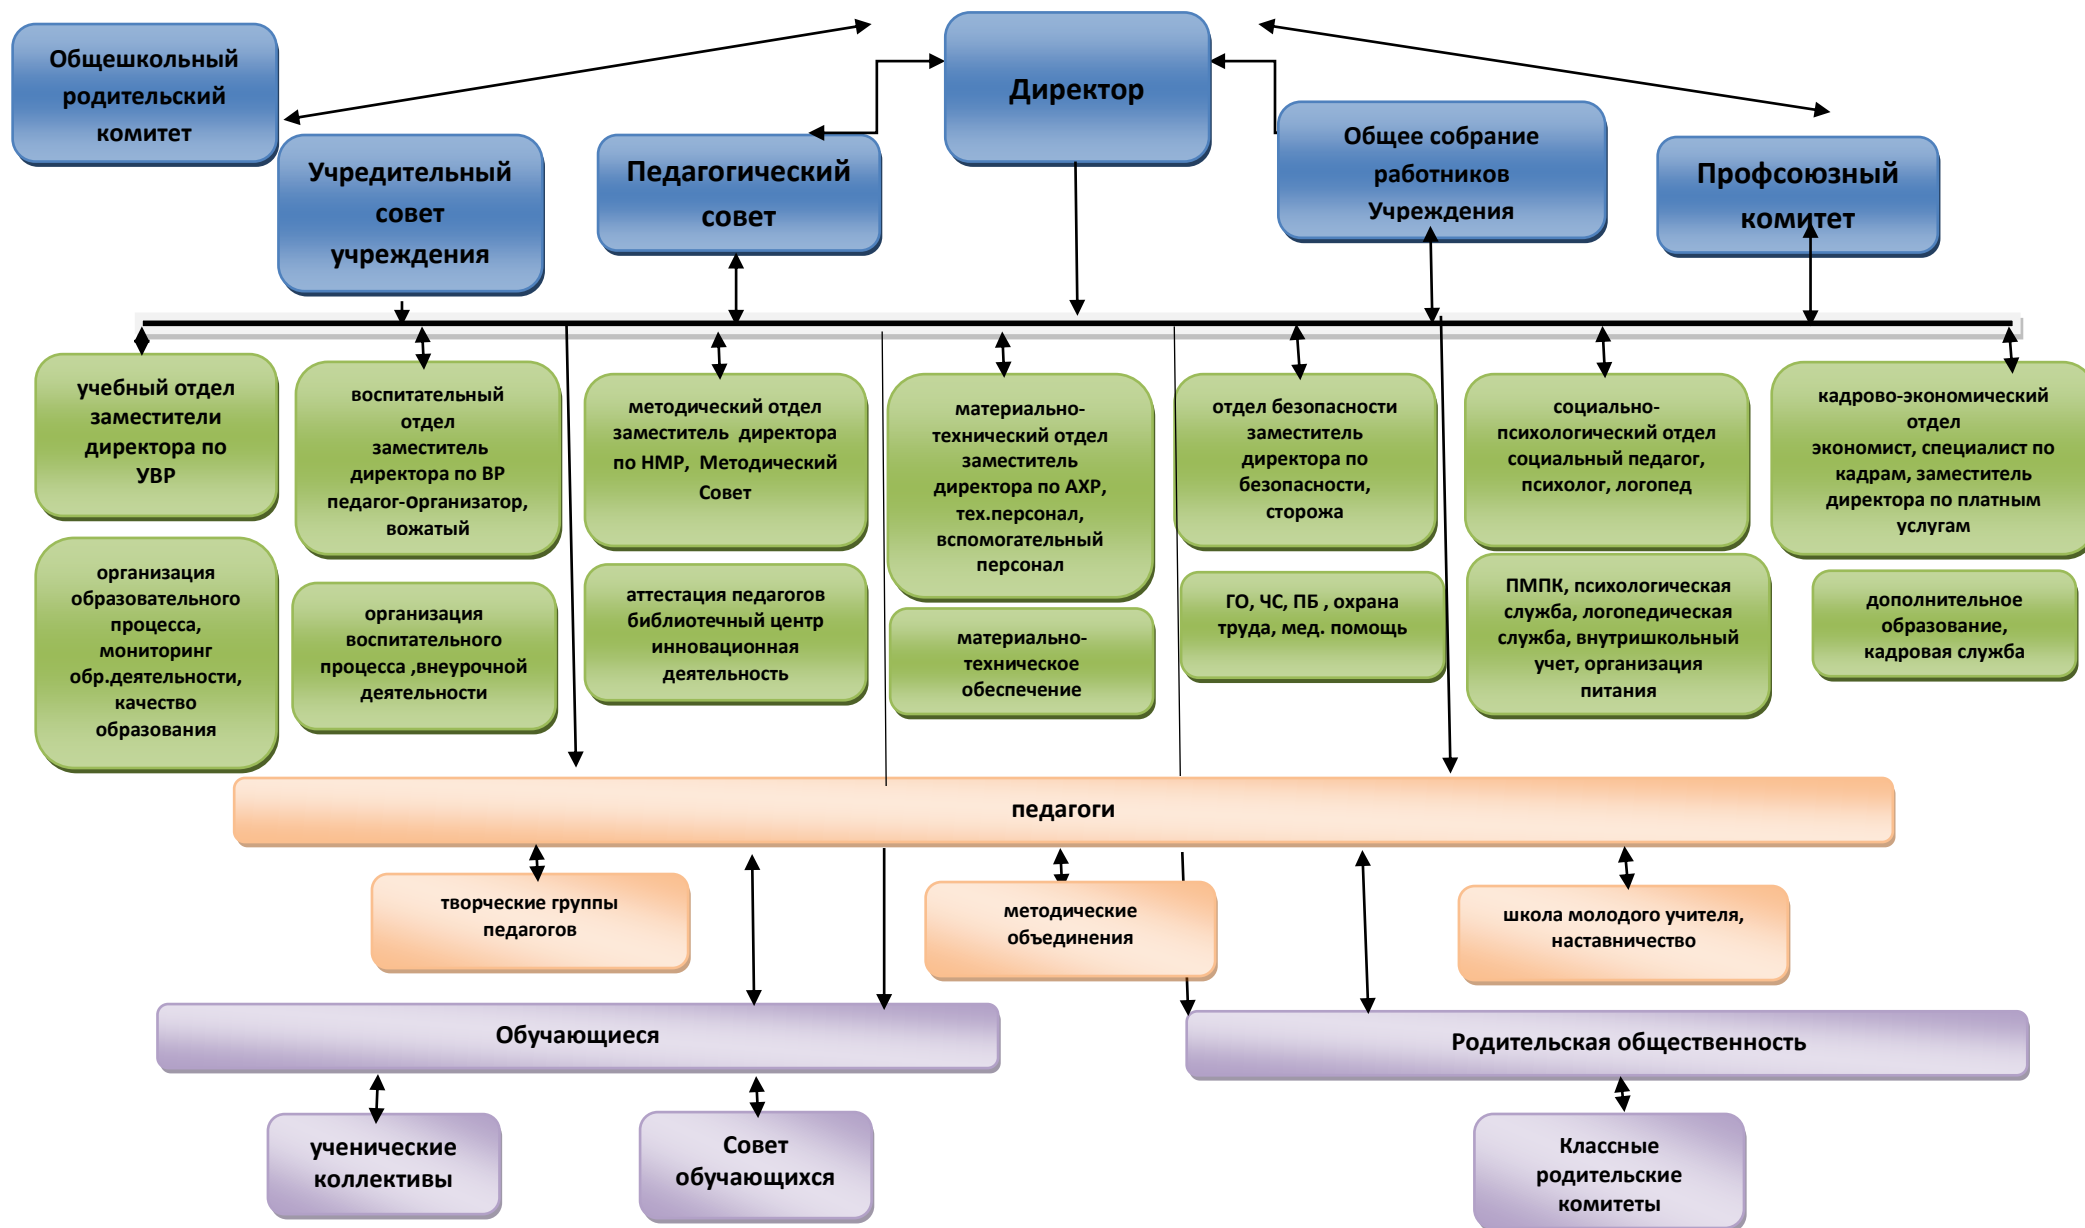 Общешкольный
родительский
комитет
Директор
Учредительный
совет
учреждения
Педагогический
совет
Общее собрание
работников
Учреждения
Профсоюзный
комитет
учебный отдел
заместители
директора по
УВР
воспитательный
отдел
заместитель
директора по ВР
педагог-организатор,
вожатый
методический отдел
заместитель директора
по НМР, Методический
Совет
материально-
технический отдел
заместитель
директора по АХР,
тех.персонал,
вспомогательный
персонал
отдел безопасности
заместитель
директора по
безопасности,
сторожа
социально-
психологический отдел
социальный педагог,
психолог, логопед
кадрово-экономический
отдел
экономист, специалист по
кадрам, заместитель
директора по платным
услугам
организация
образовательного
процесса,
мониторинг
обр.деятельности,
качество
образования
организация
воспитательного
процесса ,внеурочной
деятельности
аттестация педагогов
библиотечный центр
инновационная
деятельность
материально-
техническое
обеспечение
ГО, ЧС, ПБ , охрана
труда, мед. помощь
ПМПК, психологическая
служба, логопедическая
служба, внутришкольный
учет, организация
питания
дополнительное
образование,
кадровая служба
педагоги
творческие группы
педагогов
методические
объединения
школа молодого учителя,
наставничество
Обучающиеся
Родительская общественность
ученические
коллективы
Совет
обучающихся
Классные
родительские
комитеты